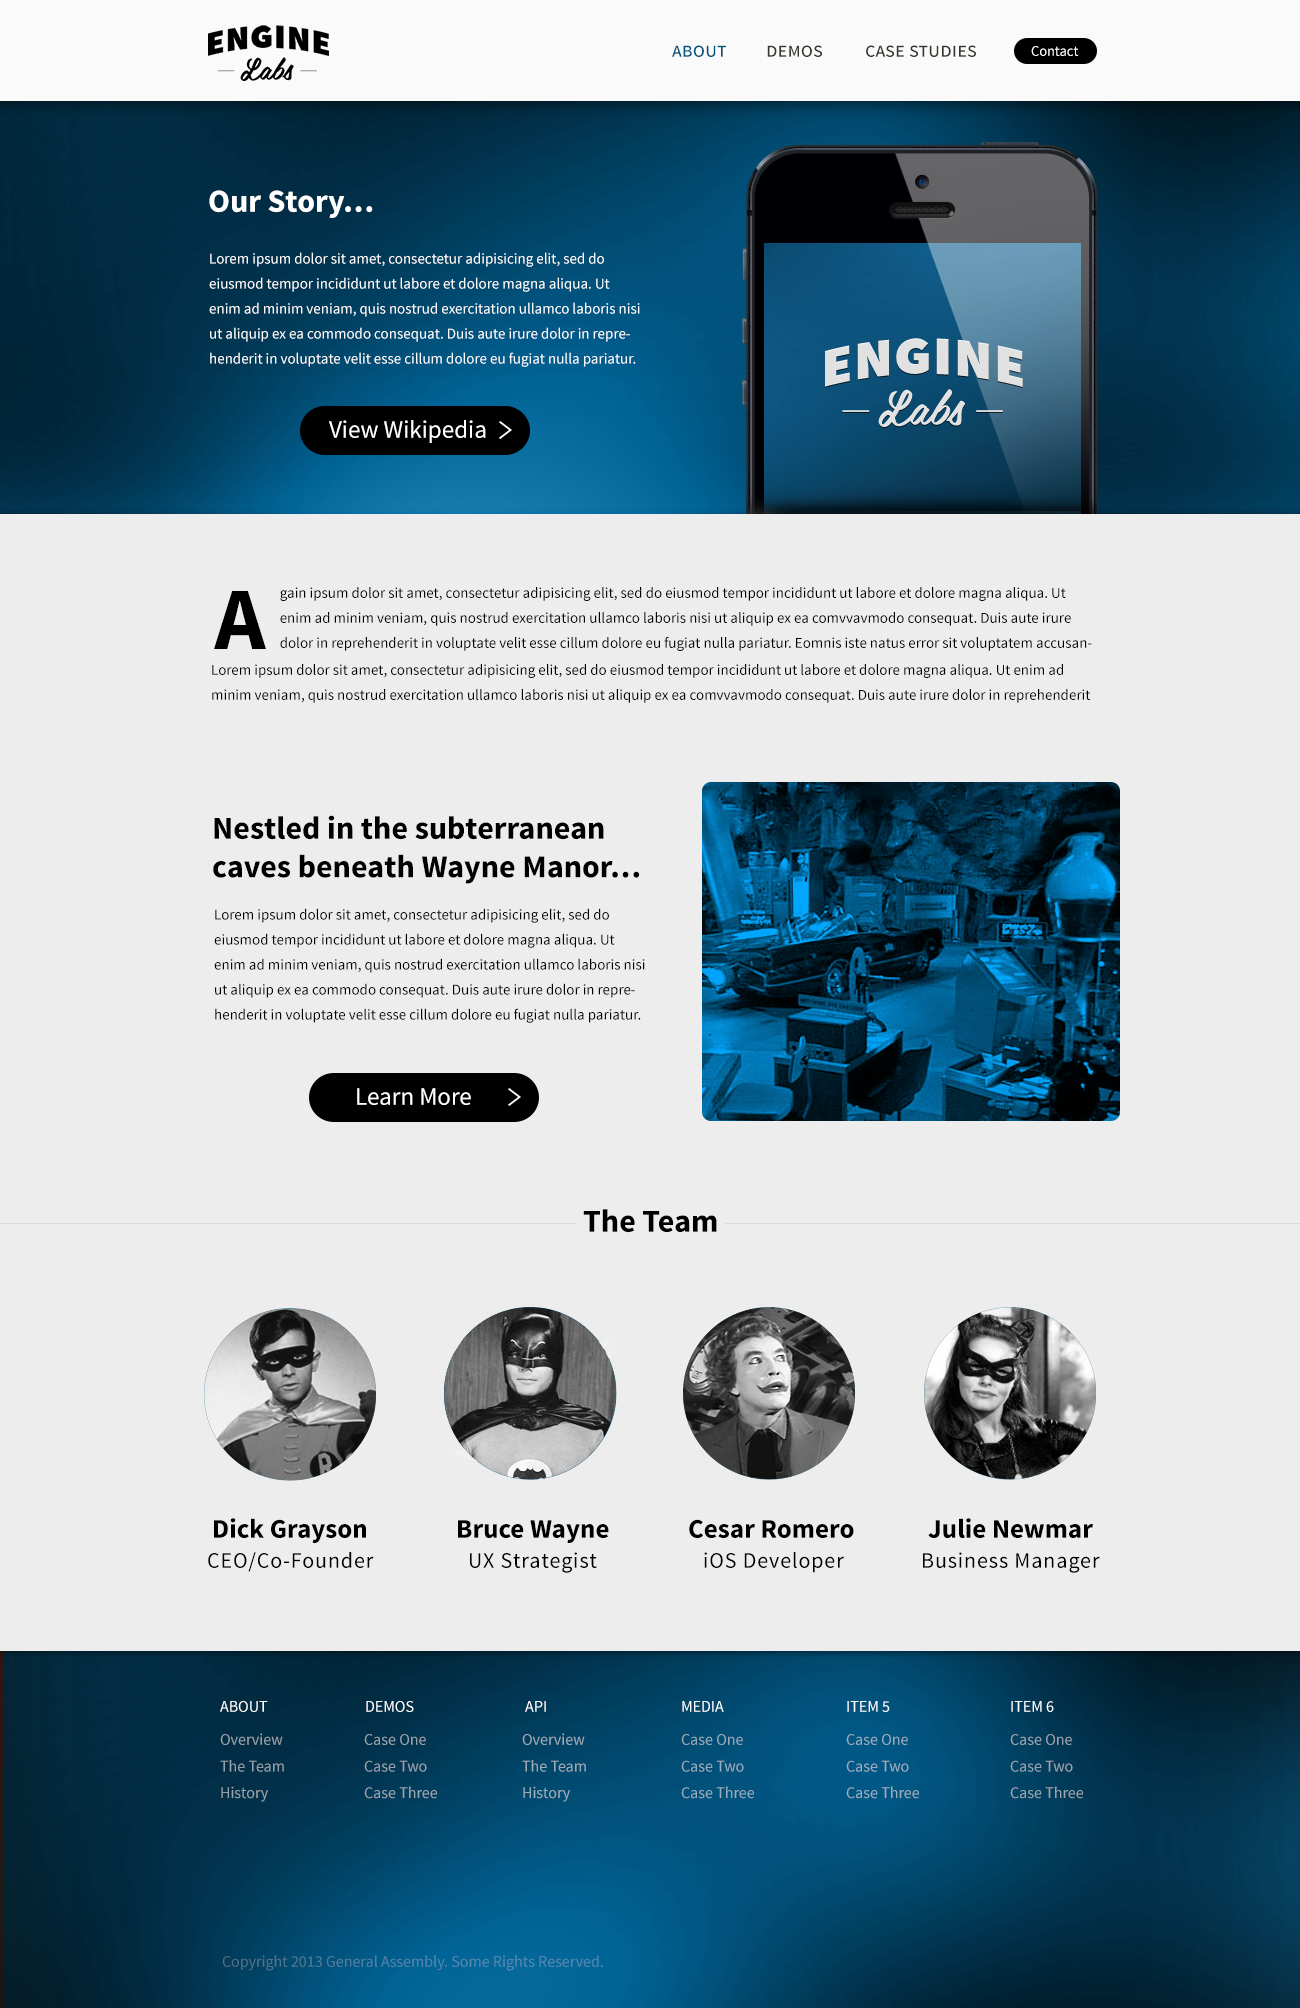 ENGINE
Labs
ABOUT DEMOS CASE STUDIES Contact
Our Story...
Lorem ipsum dolor sit amet, consectetur adipisicing elit, sed do
eiusmod tempor incididunt ut labore et dolore magna aliqua. Ut
enim ad minim veniam, quis nostrud exercitation ullamco laboris nisi
ut aliquip ex ea commodo consequat. Duis aute irure dolor in repre-
henderit in voluptate velit esse cillum dolore eu fugiat nulla pariatur.
View Wikipedia
ENGINE
Labs
Again ipsum dolor sit amet, consectetur adipisicing elit, sed do eiusmod tempor incididunt ut labore et dolore magna aliqua. Ut
enim ad minim veniam, quis nostrud exercitation ullamco laboris nisi ut aliquip ex ea comvvavmodo consequat. Duis aute irure
dolor in reprehenderit in voluptate velit esse cillum dolore eu fugiat nulla pariatur. Eomnis iste natus error sit voluptatem accusan-
Lorem ipsum dolor sit amet, consectetur adipisicing elit, sed do eiusmod tempor incididunt ut labore et dolore magna aliqua. Ut enim ad
minim veniam, quis nostrud exercitation ullamco laboris nisi ut aliquip ex ea comvvavmodo consequat. Duis aute irure dolor in reprehenderit
Nestled in the subterranean
caves beneath Wayne Manor...
Lorem ipsum dolor sit amet, consectetur adipisicing elit, sed do
eiusmod tempor incididunt ut labore et dolore magna aliqua. Ut
enim ad minim veniam, quis nostrud exercitation ullamco laboris nisi
ut aliquip ex ea commodo consequat. Duis aute irure dolor in repre-
henderit in voluptate velit esse cillum dolore eu fugiat nulla pariatur.
Learn More
The Team
R
Dick Grayson
CEO/Co-Founder
Bruce Wayne
UX Strategist
Cesar Romero
iOS Developer
Julie Newmar
Business Manager
ABOUT
Overview
The Team
History
DEMOS
Case One
Case Two
Case Three
API
Overview
The Team
History
MEDIA
Case One
Case Two
Case Three
ITEM 5
Case One
Case Two
Case Three
ITEM 6
Case One
Case Two
Case Three
Copyright 2013 General Assembly. Some Rights Reserved.